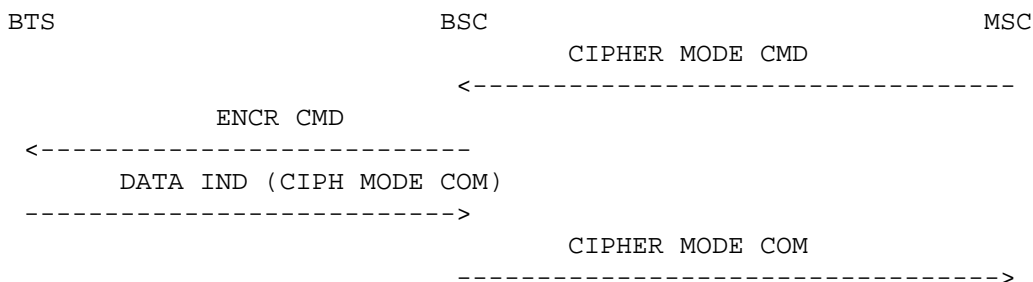 BTS BSC MSC
CIPHER MODE CMD
<----------------------------------
ENCR CMD
<---------------------------
DATA IND (CIPH MODE COM)
--------------------------->
CIPHER MODE COM
---------------------------------->